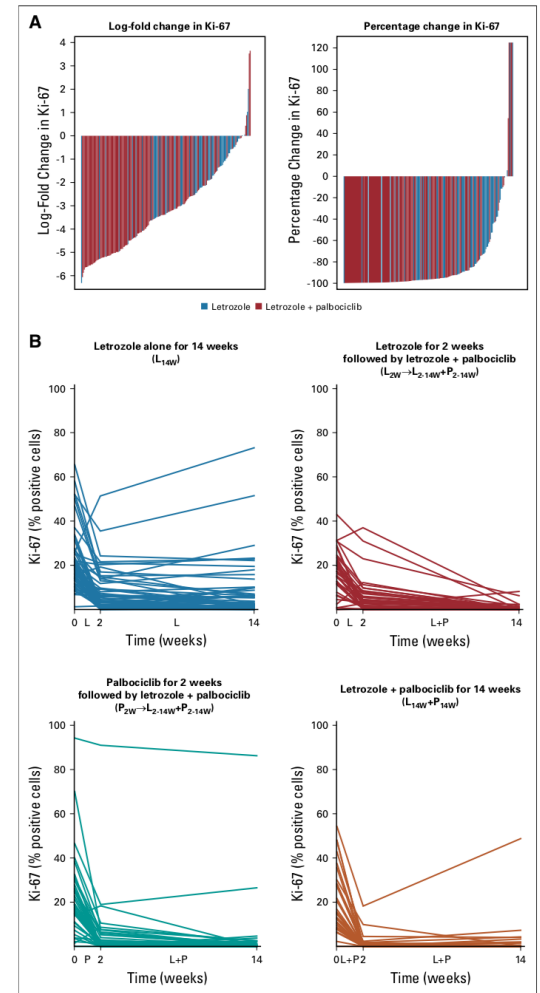 A
Log-fold change in Ki-67
Percentage change in Ki-67
Log-Fold Change in Ki-67
4
3
2
1
0
-1
-2
-3
-4
-5
-6
Percentage Change in Ki-67
120
100
80
60
40
20
0
-20
-40
-60
-80
-100
Letrozole Letrozole + palbociclib
B
Letrozole alone for 14 weeks
(L14W)
Ki-67 (% positive cells)
100
80
60
40
20
0 L 2 L 14
Time (weeks)
Letrozole for 2 weeks
followed by letrozole + palbociclib
(L2W→L2-14W+P2-14W)
Ki-67 (% positive cells)
100
80
60
40
20
0 L 2 L+P 14
Time (weeks)
Palbociclib for 2 weeks
followed by letrozole + palbociclib
(P2W→L2-14W+P2-14W)
Ki-67 (% positive cells)
100
80
60
40
20
0 P 2 L+P 14
Time (weeks)
Letrozole + palbociclib for 14 weeks
(L14W+P14W)
Ki-67 (% positive cells)
100
80
60
40
20
0 L+P 2 L+P 14
Time (weeks)